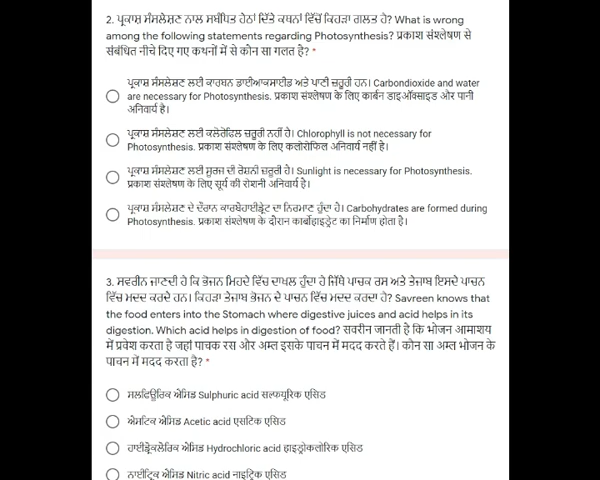 2. ਪ੍ਰਕਾਸ਼ ਸੰਸਲੇਸ਼ਣ ਨਾਲ ਸਬੰਧਿਤ ਹੇਠਾਂ ਦਿੱਤੇ ਕਥਨਾਂ ਵਿੱਚੋਂ ਕਿਹੜਾ ਗਲਤ ਹੈ? What is wrong
among the following statements regarding Photosynthesis? प्रकाश संश्लेषण से
संबंधित नीचे दिए गए कथनों में से कौन सा गलत है? *
ਪ੍ਰਕਾਸ਼ ਸੰਸਲੇਸ਼ਣ ਲਈ ਕਾਰਬਨ ਡਾਈਆਕਸਾਈਡ ਅਤੇ ਪਾਣੀ ਜ਼ਰੂਰੀ ਹਨ। Carbondioxide and water
are necessary for Photosynthesis. प्रकाश संश्लेषण के लिए कार्बन डाइऑक्साइड और पानी
अनिवार्य है।
ਪ੍ਰਕਾਸ਼ ਸੰਸਲੇਸ਼ਣ ਲਈ ਕਲੋਰੋਫਿਲ ਜ਼ਰੂਰੀ ਨਹੀਂ ਹੈ। Chlorophyll is not necessary for
Photosynthesis. प्रकाश संश्लेषण के लिए कलोरोफिल अनिवार्य नहीं है।
ਪ੍ਰਕਾਸ਼ ਸੰਸਲੇਸ਼ਣ ਲਈ ਸੂਰਜ ਦੀ ਰੋਸ਼ਨੀ ਜ਼ਰੂਰੀ ਹੈ। Sunlight is necessary for Photosynthesis.
प्रकाश संश्लेषण के लिए सूर्य की रोशनी अनिवार्य है।
ਪ੍ਰਕਾਸ਼ ਸੰਸਲੇਸ਼ਣ ਦੇ ਦੌਰਾਨ ਕਾਰਬੋਹਾਈਡ੍ਰੇਟ ਦਾ ਨਿਰਮਾਣ ਹੁੰਦਾ ਹੈ। Carbohydrates are formed during
Photosynthesis. प्रकाश संश्लेषण के दौरान कार्बोहाइड्रेट का निर्माण होता है।
3. ਸਵਰੀਨ ਜਾਣਦੀ ਹੈ ਕਿ ਭੋਜਨ ਮਿਹਦੇ ਵਿੱਚ ਦਾਖਲ ਹੁੰਦਾ ਹੈ ਜਿੱਥੇ ਪਾਚਕ ਰਸ ਅਤੇ ਤੇਜਾਬ ਇਸਦੇ ਪਾਚਨ
ਵਿੱਚ ਮਦਦ ਕਰਦੇ ਹਨ। ਕਿਹੜਾ ਤੇਜਾਬ ਭੋਜਨ ਦੇ ਪਾਚਨ ਵਿੱਚ ਮਦਦ ਕਰਦਾ ਹੈ? Savreen knows that
the food enters into the Stomach where digestive juices and acid helps in its
digestion. Which acid helps in digestion of food? सवरीन जानती है कि भोजन आमाशय
में प्रवेश करता है जहां पाचक रस और अम्ल इसके पाचन में मदद करते हैं। कौन सा अम्ल भोजन के
पाचन में मदद करता है? *
ਸਲਫਿਊਰਿਕ ਐਸਿਡ Sulphuric acid सल्फ्यूरिक एसिड
ਐਸਟਿਕ ਐਸਿਡ Acetic acid एसटिक एसिड
ਹਾਈਡ੍ਰੋਕਲੋਰਿਕ ਐਸਿਡ Hydrochloric acid हाइड्रोक्लोरिक एसिड
ਨਾਈਟ੍ਰਿਕ ਐਸਿਡ Nitric acid नाइट्रिक एसिड